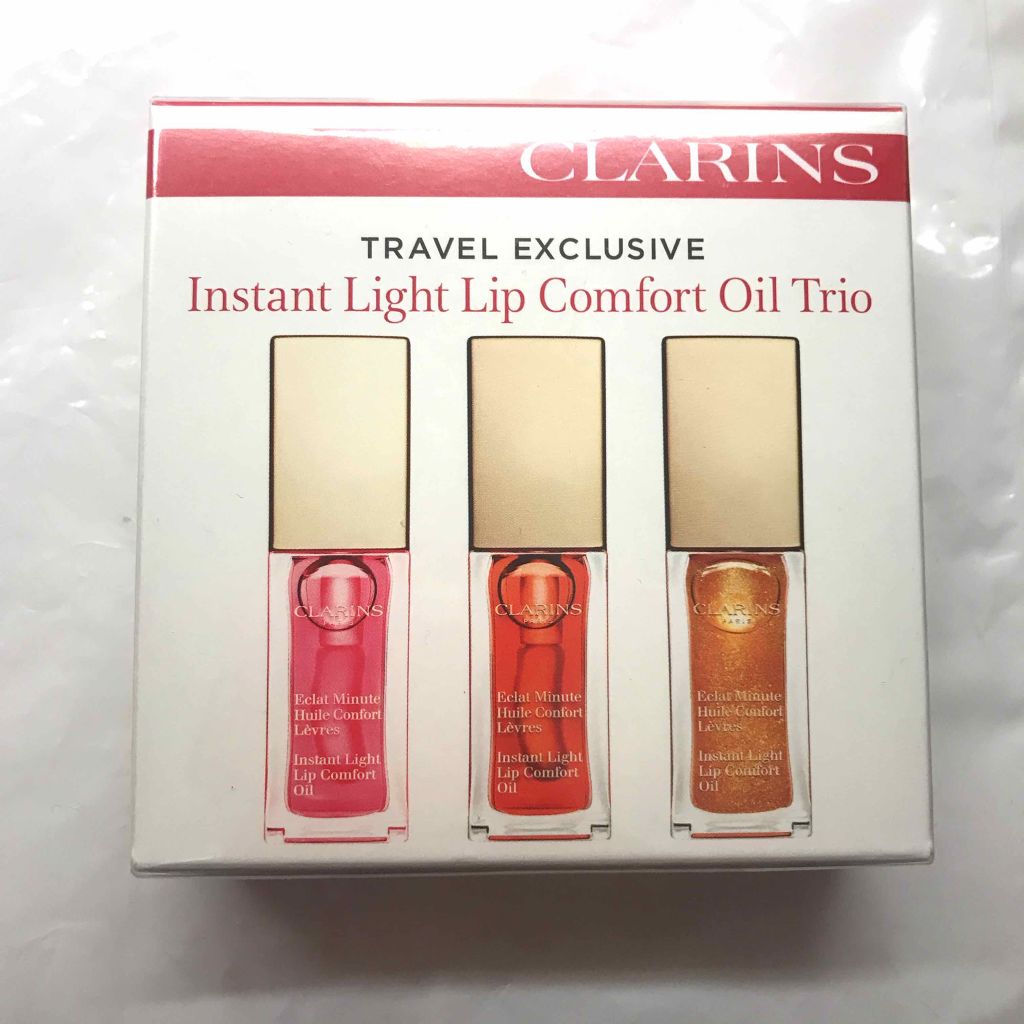 CLARINS
TRAVEL EXCLUSIVE
Instant Light Lip Comfort Oil Trio
CLARINS
Eclat Minute
Huile Confort
Lèvres
Instant Light
Lip Comfort
Oil
CLARINS
PARIS
Eclat Minute
Huile Confort
Lèvres
Instant Light
Lip Comfort
Oil
CLARINS
PARIS
Eclat Minute
Huile Confort
Lèvres
Instant Light
Lip Comfort
Oil